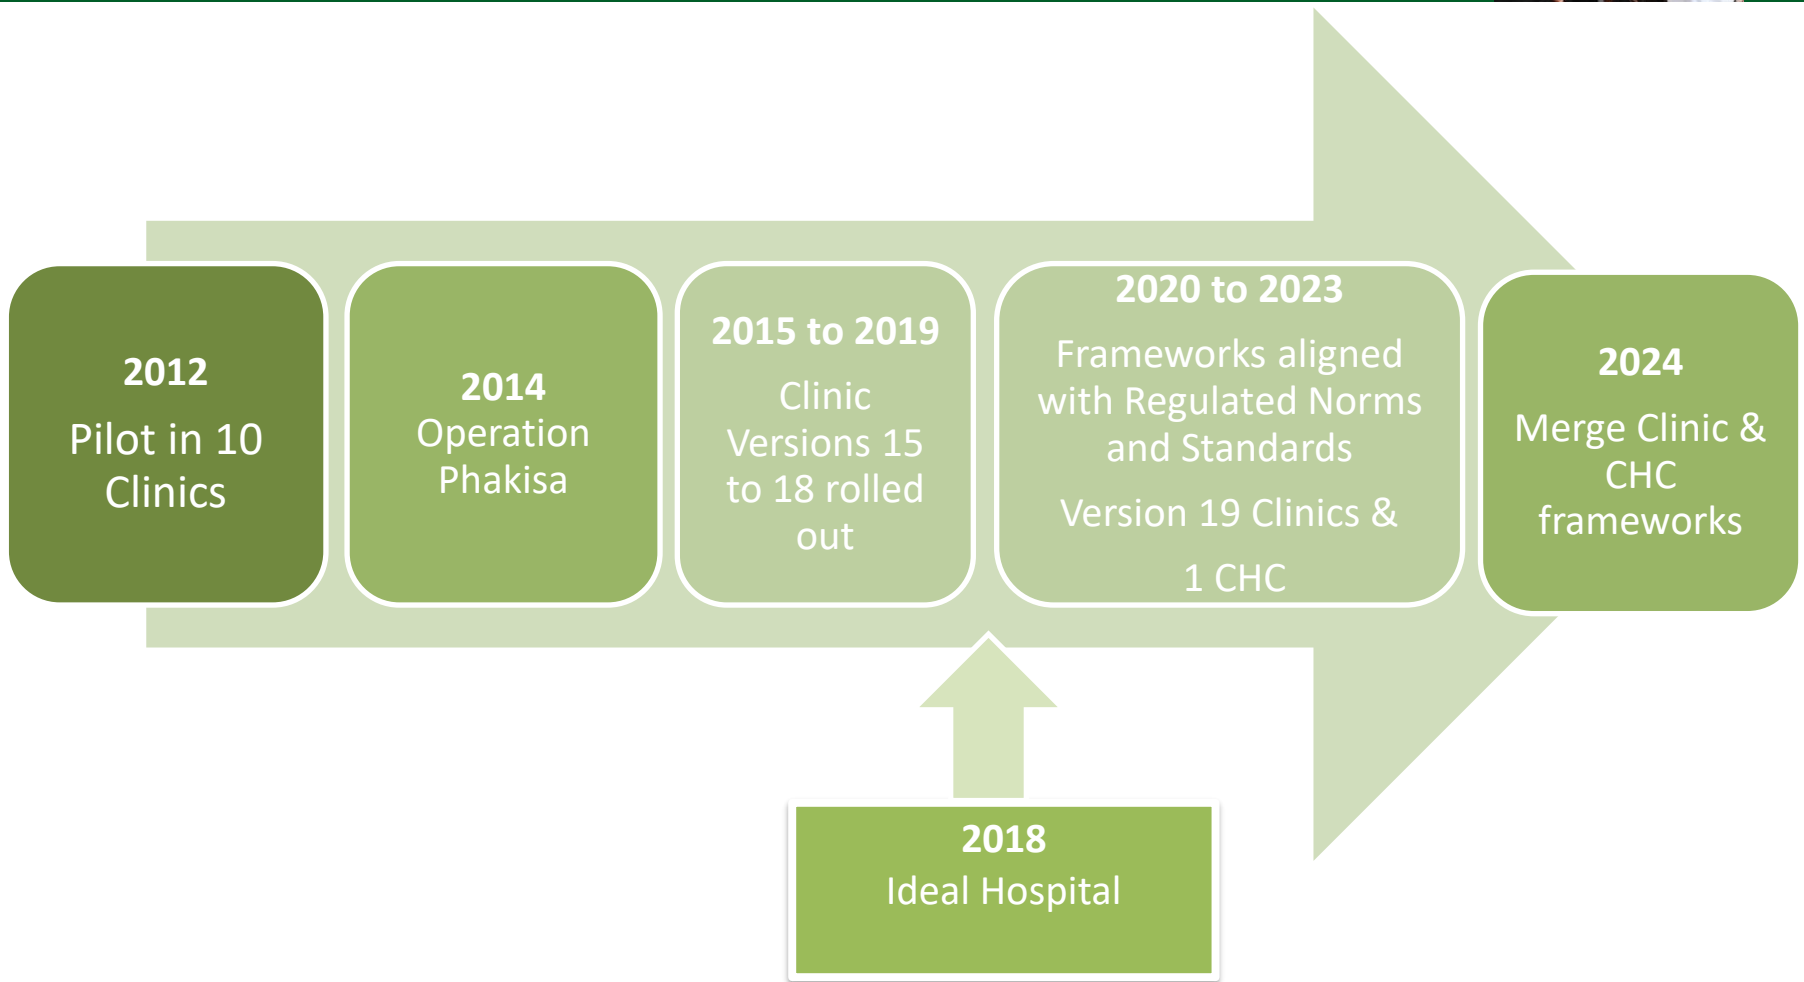 2012
Pilot in 10
Clinics
2014
Operation
Phakisa
2015 to 2019
Clinic
Versions 15
to 18 rolled
out
2020 to 2023
Frameworks aligned
with Regulated Norms
and Standards
Version 19 Clinics &
1 CHC
2024
Merge Clinic &
CHC
frameworks
2018
Ideal Hospital